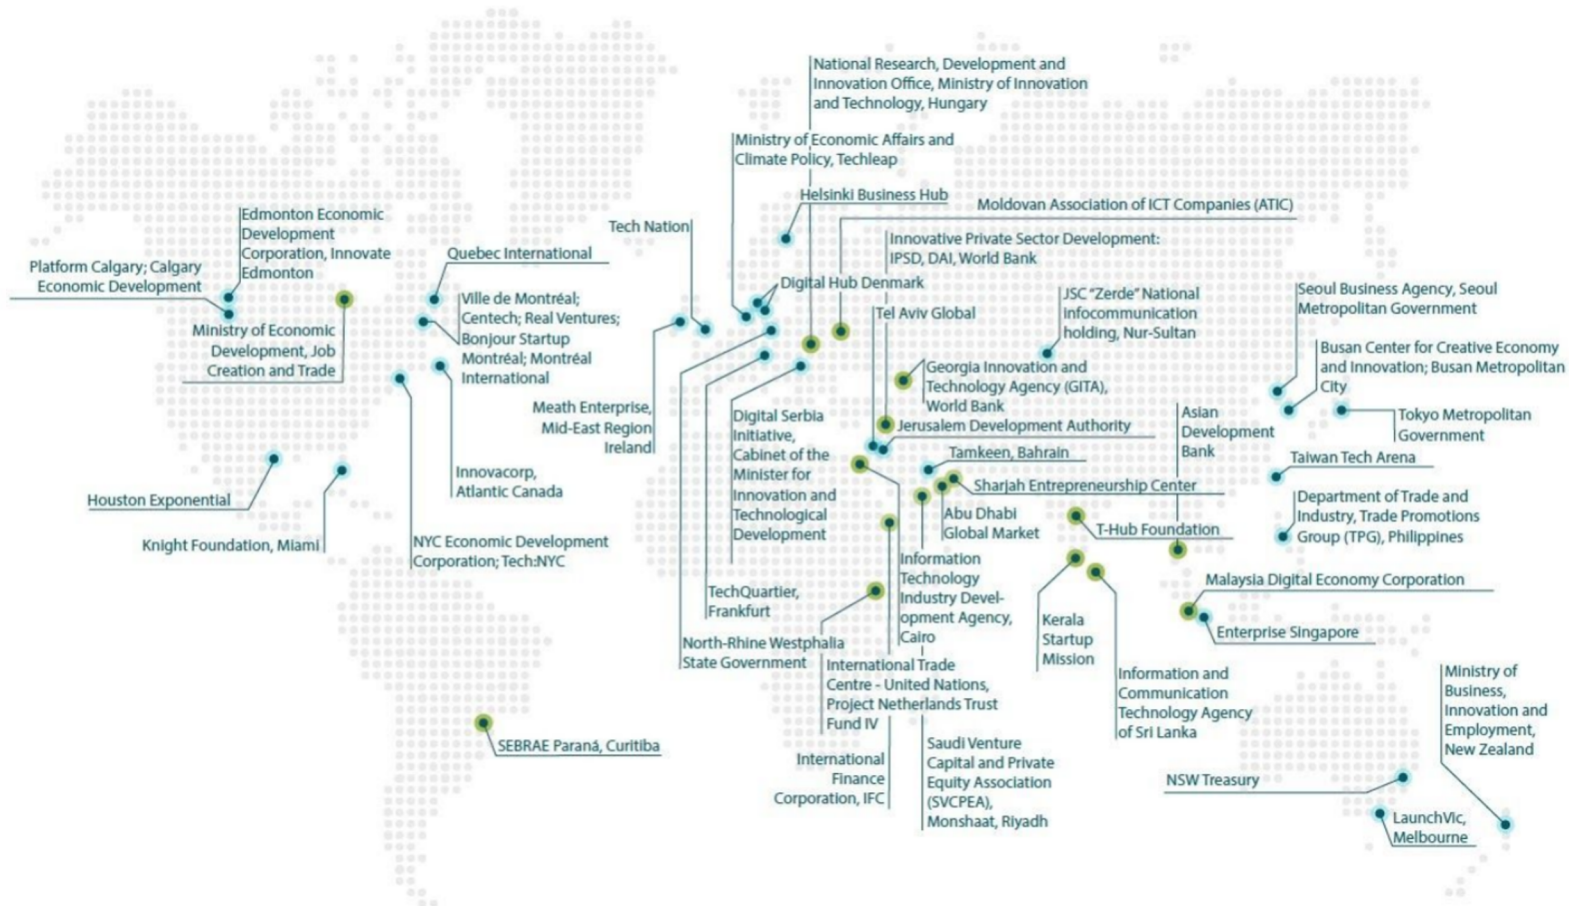 National Research, Development and
Innovation Office, Ministry of Innovation
and Technology, Hungary
Ministry of Economic Affairs and
Climate Policy, Techleap
Helsinki Business Hub
Moldovan Association of ICT Companies (ATIC)
Edmonton Economic
Development
Corporation, Innovate
Edmonton
Platform Calgary; Calgary
Economic Development
Quebec International
Tech Nation
Innovative Private Sector Development:
IPSD, DAI, World Bank
Digital Hub Denmark
Ville de Montréal;
Centech; Real Ventures;
Bonjour Startup
Montréal; Montréal
International
Ministry of Economic
Development, Job
Creation and Trade
Tel Aviv Global
JSC "Zerde" National
infocommunication
holding, Nur-Sultan
Seoul Business Agency, Seoul
Metropolitan Government
Busan Center for Creative Economy
and Innovation; Busan Metropolitan
City
Georgia Innovation and
Technology Agency (GITA),
World Bank
Meath Enterprise,
Mid-East Region
Ireland
Digital Serbia
Initiative,
Cabinet of the
Minister for
Innovation and
Technological
Development
Jerusalem Development Authority
Asian
Development
Bank
Tokyo Metropolitan
Government
Tamkeen, Bahrain
Taiwan Tech Arena
Innovacorp,
Atlantic Canada
Houston Exponential
Sharjah Entrepreneurship Center
Abu Dhabi
Global Market
T-Hub Foundation
Department of Trade and
Industry, Trade Promotions
Group (TPG), Philippines
Knight Foundation, Miami
NYC Economic Development
Corporation; Tech:NYC
Information
Technology
Industry Devel-
opment Agency,
Cairo
Malaysia Digital Economy Corporation
TechQuartier,
Frankfurt
Kerala
Startup
Mission
Enterprise Singapore
North-Rhine Westphalia
State Government
International Trade
Centre - United Nations,
Project Netherlands Trust
Fund IV
Information and
Communication
Technology Agency
of Sri Lanka
Ministry of
Business,
Innovation and
Employment,
New Zealand
SEBRAE Paraná, Curitiba
International
Finance
Corporation, IFC
Saudi Venture
Capital and Private
Equity Association
(SVCPEA),
Monshaat, Riyadh
NSW Treasury
LaunchVic,
Melbourne